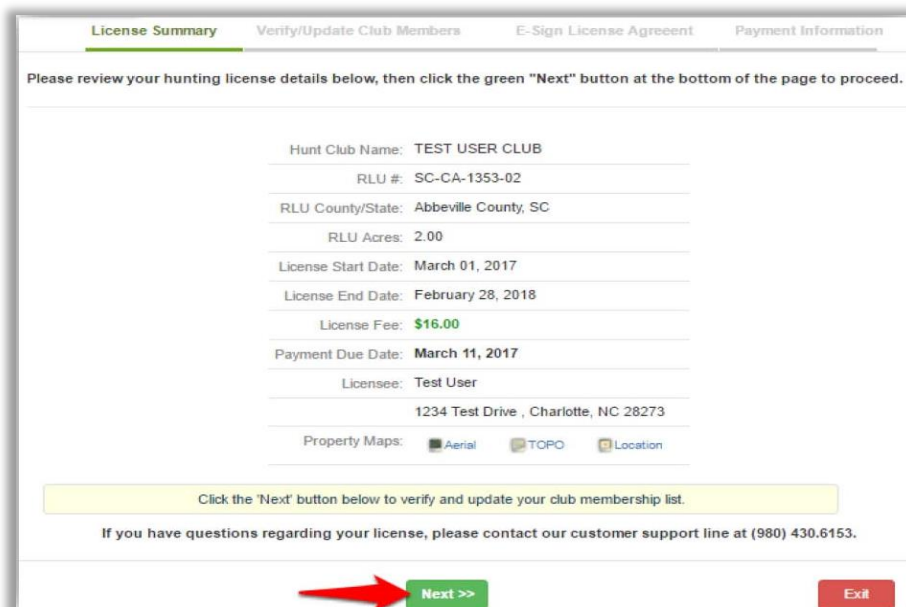 License Summary Verify/Update Club Members E-Sign License Agreeent Payment Information
Please review your hunting license details below, then click the green "Next" button at the bottom of the page to proceed.
Hunt Club Name: TEST USER CLUB
RLU #: SC-CA-1353-02
RLU County/State: Abbeville County, SC
RLU Acres: 2.00
License Start Date: March 01, 2017
License End Date: February 28, 2018
License Fee: $16.00
Payment Due Date: March 11, 2017
Licensee: Test User
1234 Test Drive , Charlotte, NC 28273
Property Maps: Aerial TOPO Location
Click the 'Next' button below to verify and update your club membership list.
If you have questions regarding your license, please contact our customer support line at (980) 430.6153.
Next >> Exit